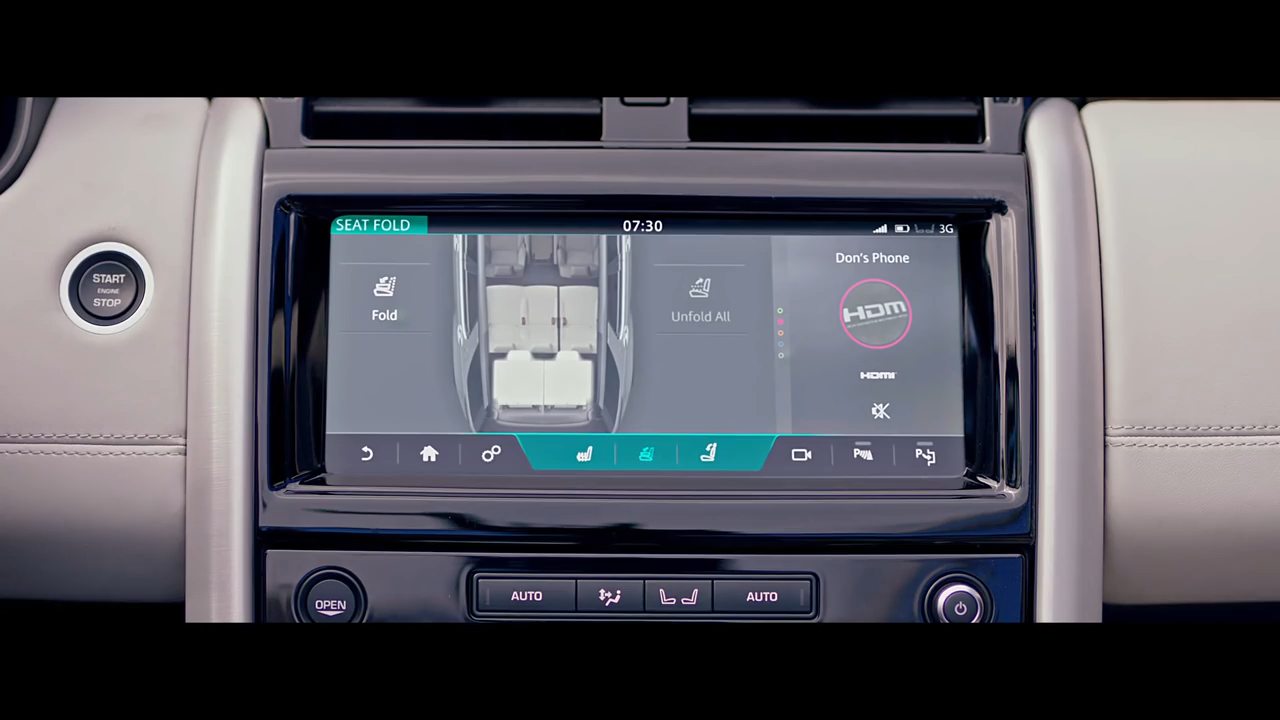 SEAT FOLD
07:30
3G
Fold
Unfold All
Don's Phone
HDM
HDMI
START
ENGINE
STOP
OPEN
AUTO
AUTO